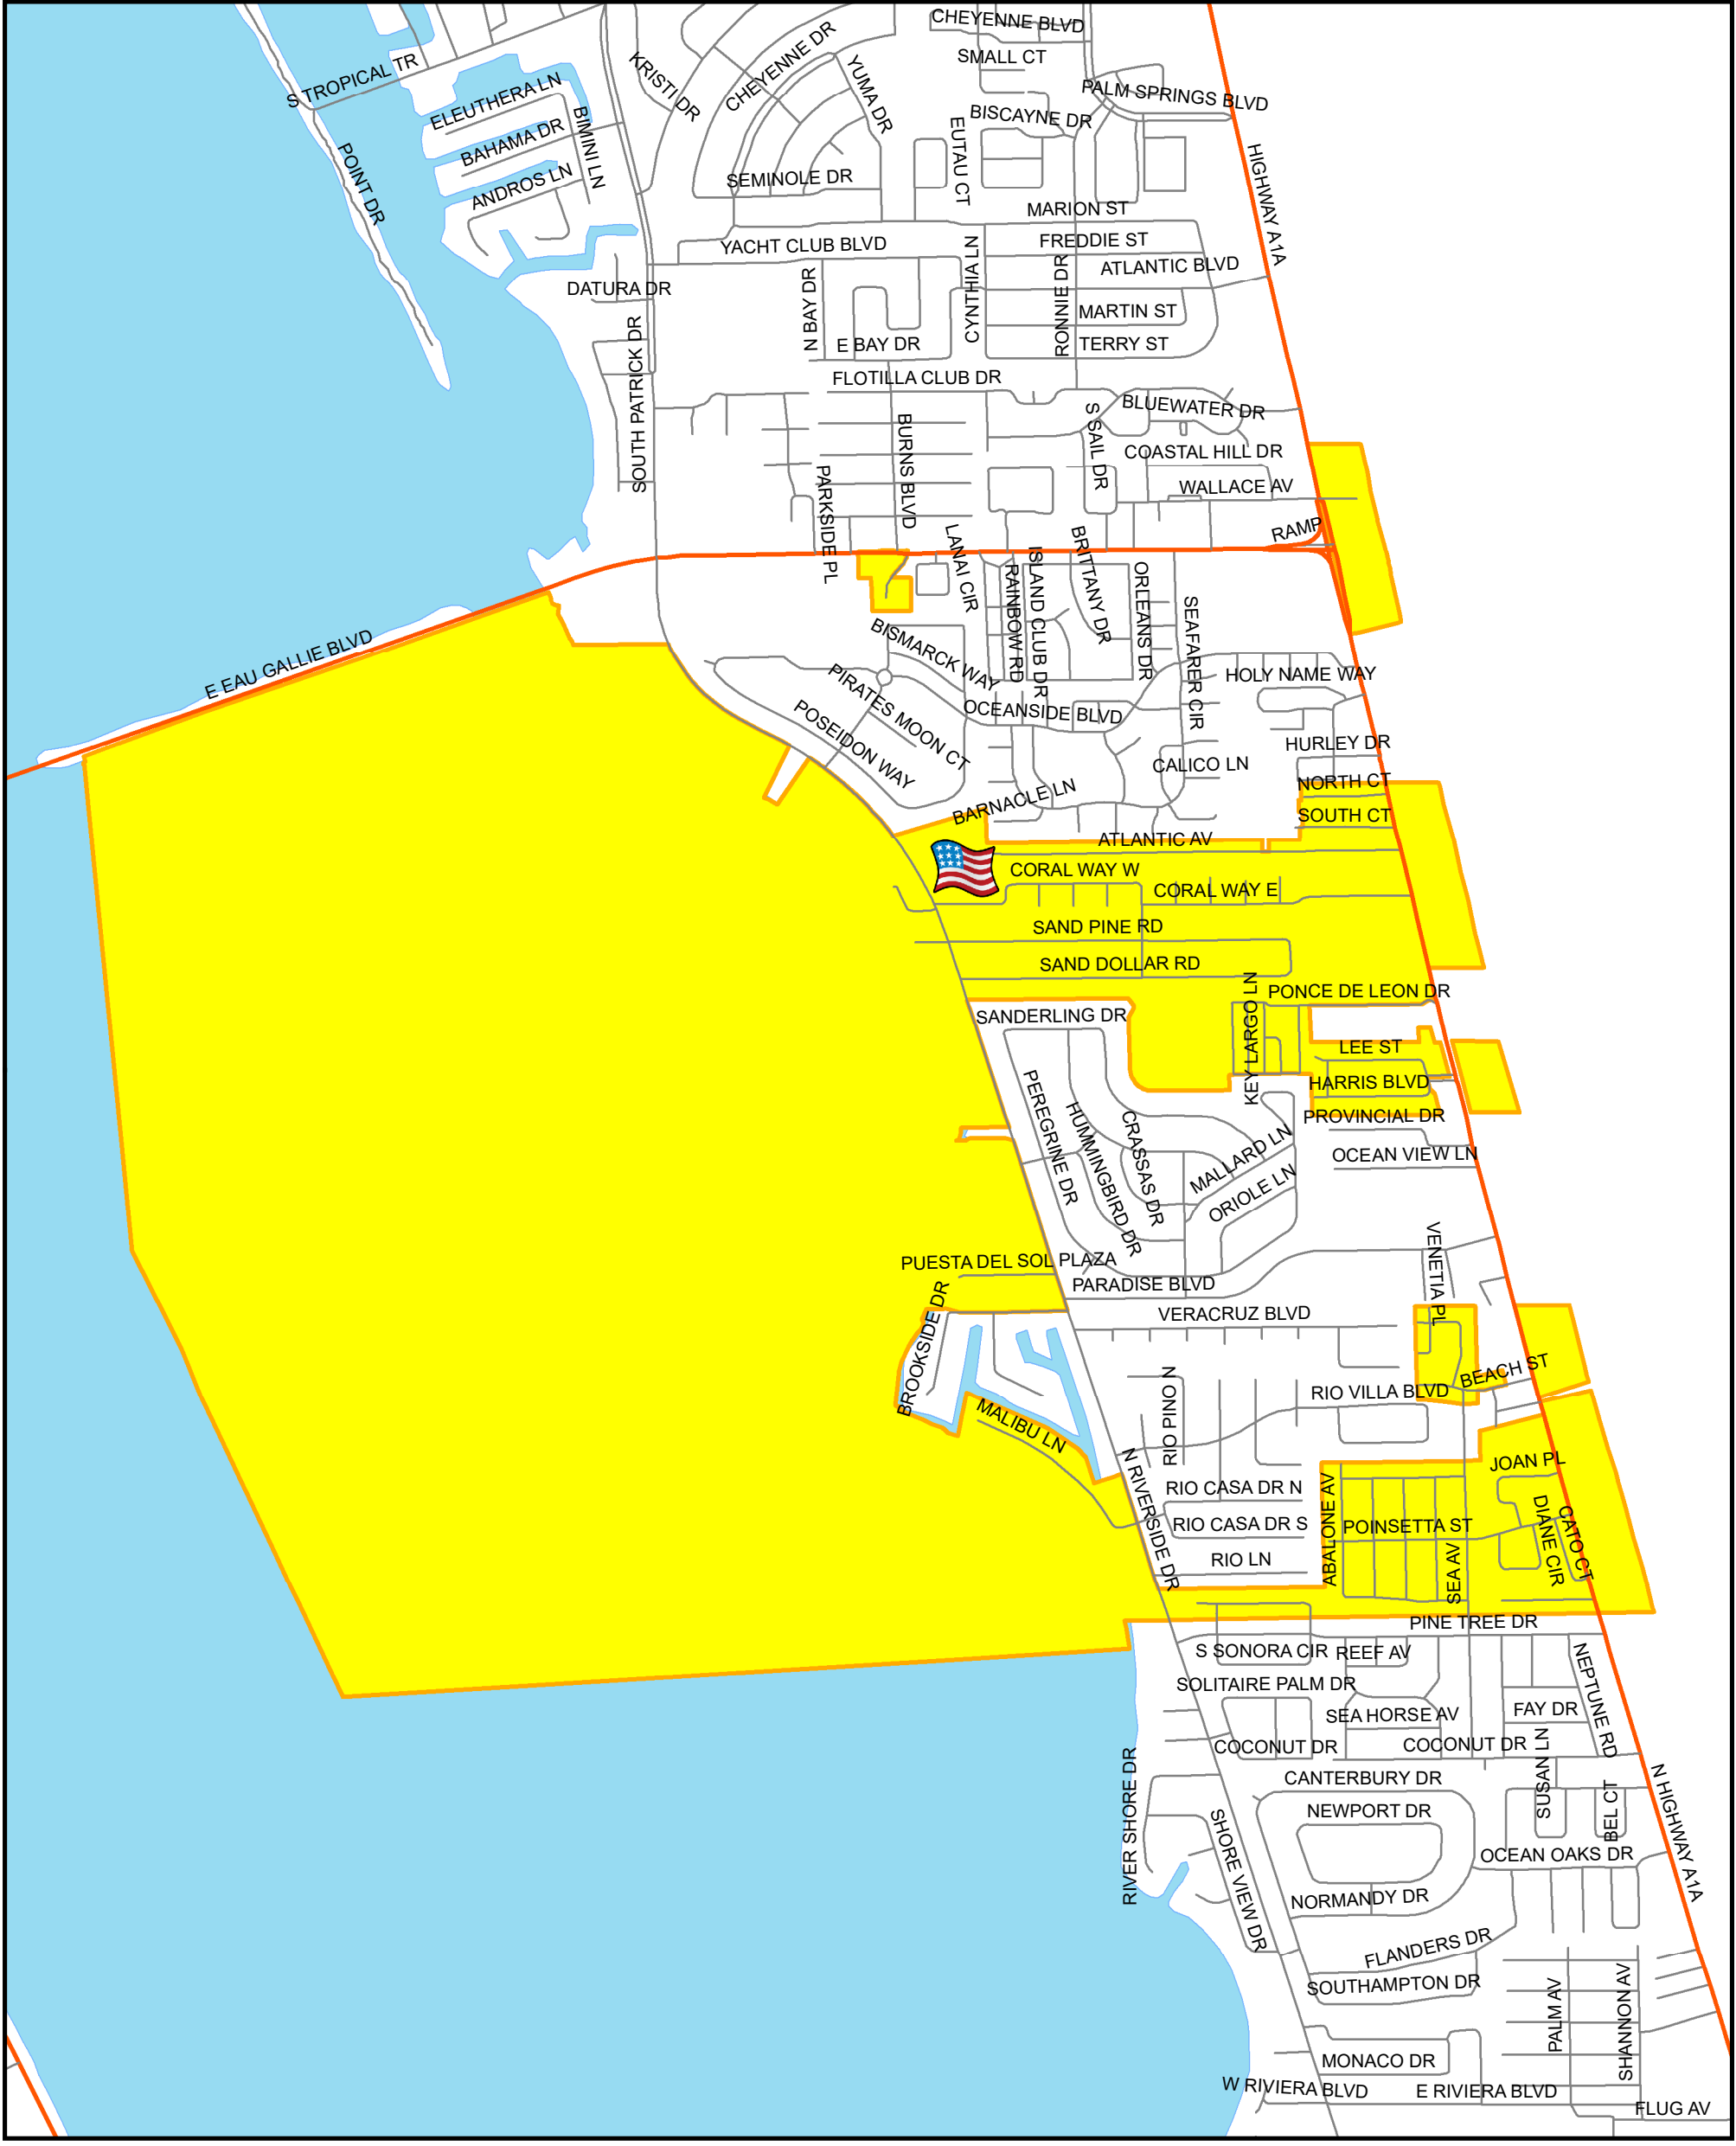 CHEYENNE BLVD
S TROPICAL TR
KRISTI DR
CHEYENNE DR
YUMA DR
SMALL CT
PALM SPRINGS BLVD
ELEUTHERA LN
BIMINI LN
BISCAYNE DR
EUTAU CT
BAHAMA DR
POINT DR
ANDROS LN
SEMINOLE DR
HIGHWAY A1A
MARION ST
YACHT CLUB BLVD
CYNTHIA LN
FREDDIE ST
RONNIE DR
ATLANTIC BLVD
DATURA DR
N BAY DR
MARTIN ST
E BAY DR
TERRY ST
SOUTH PATRICK DR
FLOTILLA CLUB DR
BLUEWATER DR
S SAIL DR
BURNS BLVD
COASTAL HILL DR
PARKSIDE PL
WALLACE AV
RAMP
LANAI CIR
BRITTANY DR
ISLAND CLUB DR
RAINBOW RD
ORLEANS DR
SEAFARER CIR
E EAU GALLIE BLVD
BISMARCK WAY
PIRATES MOON CT
HOLY NAME WAY
OCEANSIDE BLVD
POSEIDON WAY
HURLEY DR
CALICO LN
NORTH CT
BARNACLE LN
SOUTH CT
ATLANTIC AV
CORAL WAY W
CORAL WAY E
SAND PINE RD
SAND DOLLAR RD
KEY LARGO LN
PONCE DE LEON DR
SANDERLING DR
LEE ST
HARRIS BLVD
PEREGRINE DR
HUMMINGBIRD DR
CRASSAS DR
PROVINCIAL DR
MALLARD LN
OCEAN VIEW LN
ORIOLE LN
VENETIA PL
PUESTA DEL SOL PLAZA
PARADISE BLVD
BROOKSIDE DR
VERACRUZ BLVD
BEACH ST
RIO PINO N
RIO VILLA BLVD
MALIBU LN
N RIVERSIDE DR
JOAN PL
RIO CASA DR N
ABALONE AV
RIO CASA DR S
POINSETTA ST
DIANE CIR
CATO CT
RIO LN
SEA AV
PINE TREE DR
S SONORA CIR
REEF AV
NEPTUNE RD
SOLITAIRE PALM DR
SEA HORSE AV
FAY DR
COCONUT DR
COCONUT DR
SUSAN LN
RIVER SHORE DR
CANTERBURY DR
N HIGHWAY A1A
BEL CT
NEWPORT DR
SHORE VIEW DR
OCEAN OAKS DR
NORMANDY DR
FLANDERS DR
SOUTHAMPTON DR
PALM AV
SHANNON AV
MONACO DR
W RIVIERA BLVD
E RIVIERA BLVD
FLUG AV